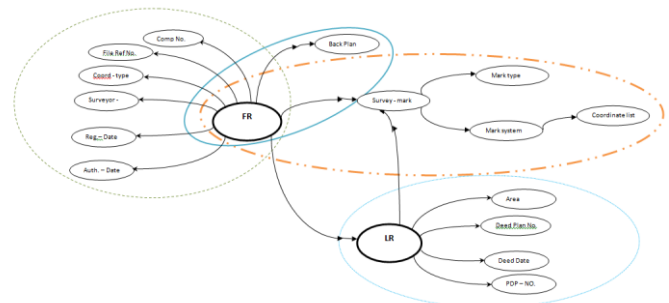 Comp No.
File Ref No.
Back Plan
Coord - type
Mark type
Surveyor -
Survey - mark
FR
Coordinate list
Reg – Data
Mark system
Auth. – Date
Area
Deed Plan No.
LR
Deed Date
PDP – NO.